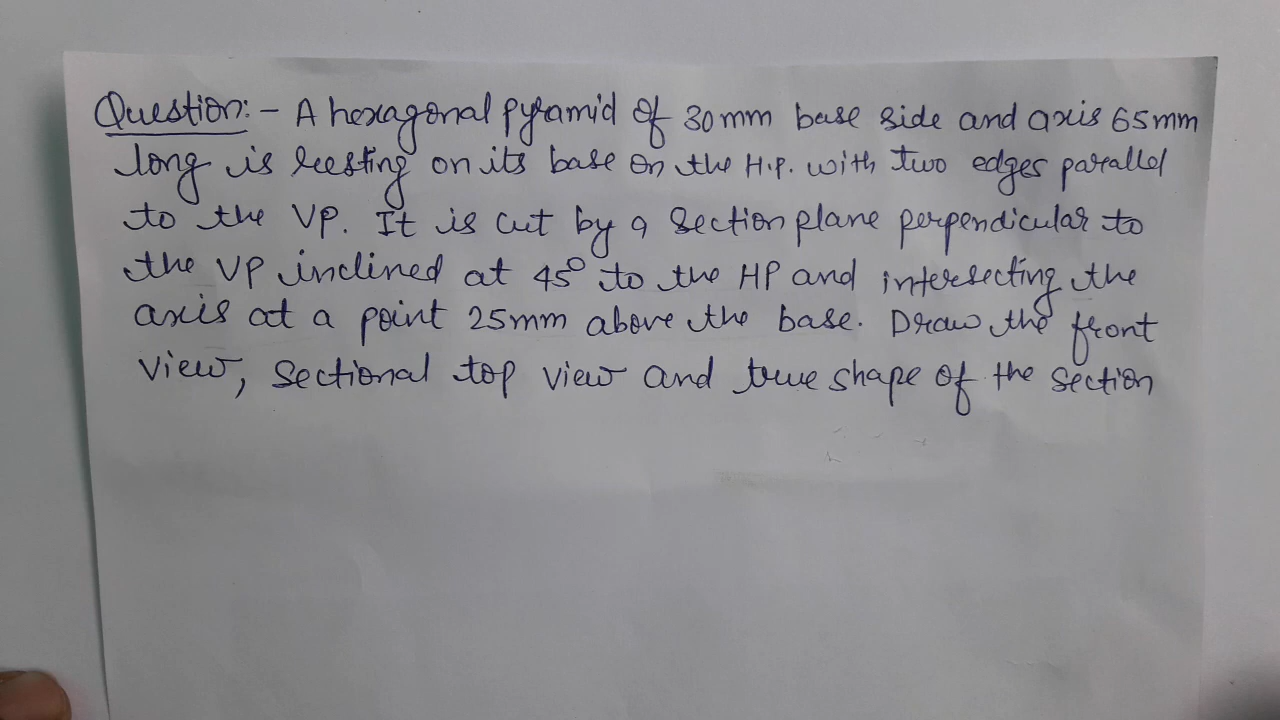 Question:- A hexagonal pyramid of 30mm base side and axis 65mm
long is resting on its base on the H.P. with two edges parallel
to the VP. It is cut by a section plane perpendicular to
the VP inclined at 45° to the HP and intersecting the
axis at a point 25mm above the base. Draw the front
view, sectional top view and true shape of the section